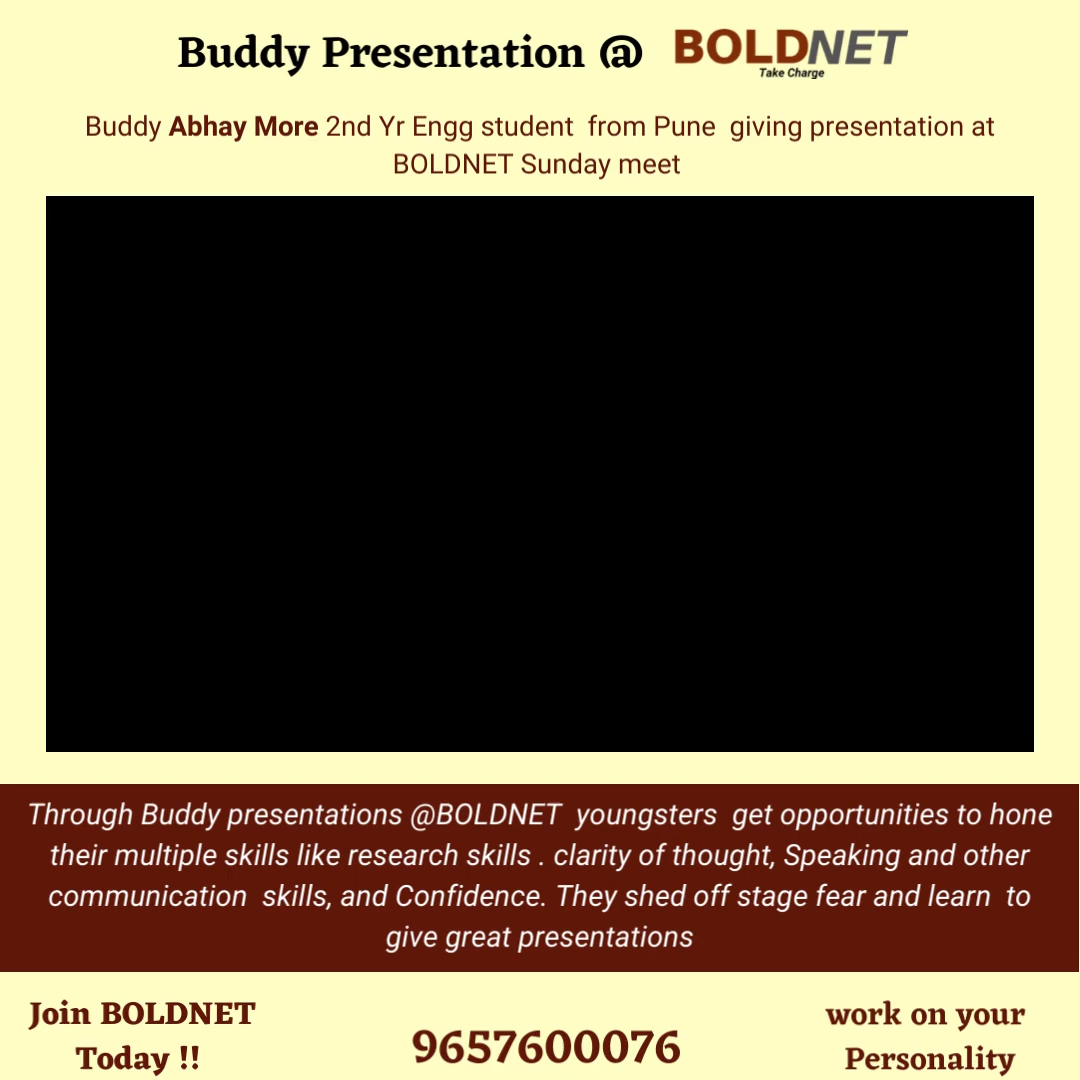 Buddy Presentation @ BOLDNET
Take Charge
Buddy Abhay More 2nd Yr Engg student from Pune giving presentation at
BOLDNET Sunday meet
Through Buddy presentations @BOLDNET youngsters get opportunities to hone
their multiple skills like research skills . clarity of thought, Speaking and other
communication skills, and Confidence. They shed off stage fear and learn to
give great presentations
Join BOLDNET
Today !!
9657600076
work on your
Personality